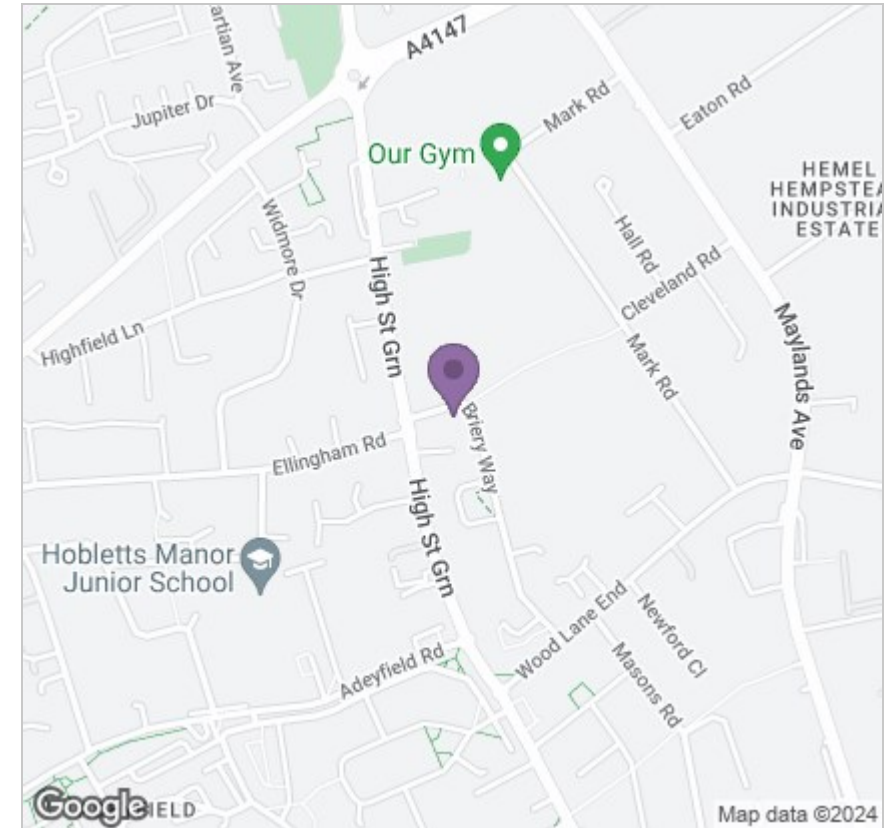 artian Ave
A4147
Jupiter Dr
Mark Rd
Eaton Rd
Our Gym
HEMEL
HEMPSTEA
INDUSTRIA
ESTATE
Widmore Dr
Hall Rd
High St Grn
Cleveland Rd
Highfield Ln
Mark Rd
Maylands Ave
Briery Way
Ellingham Rd
High St Grn
Hobletts Manor
Junior School
Wood Lane End
Newford Cl
Adeyfield Rd
Masons Rd
Google
IELD
Map data ©2024